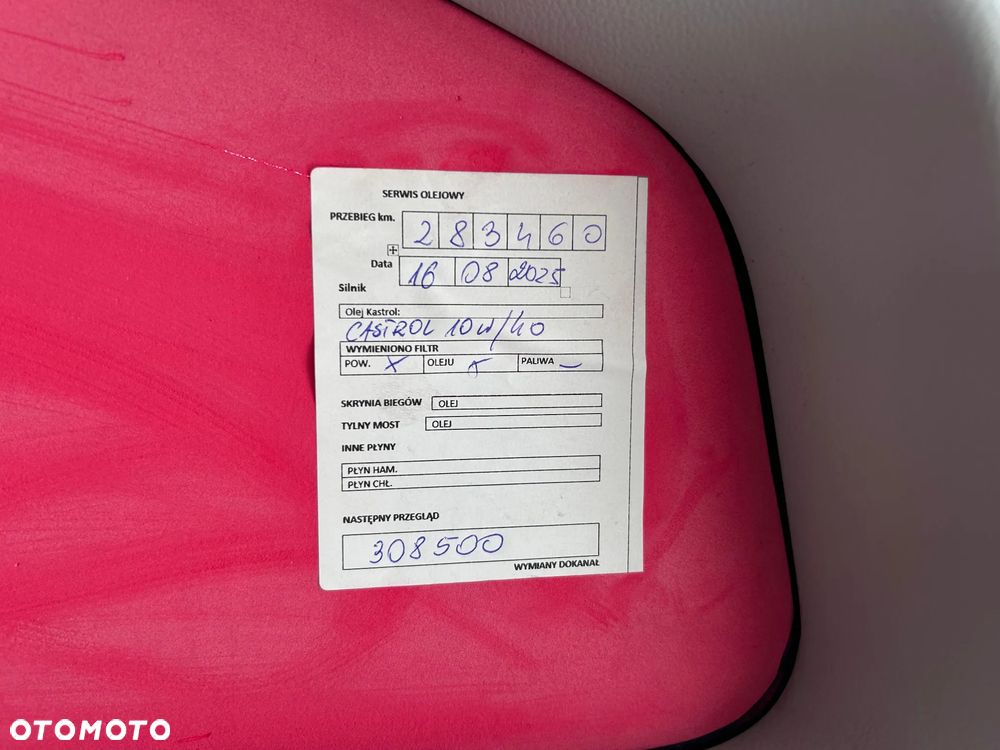 SERWIS OLEJOWY
PRZEBIEG km. 283460
Data 16 08 2025
Silnik
Olej Kastrol:
CASTROL 10W/40
WYMIENIONO FILTR
POW. X OLEJU PALIWA —
SKRYNIA BIEGÓW OLEJ
TYLNY MOST OLEJ
INNE PŁYNY
PŁYN HAM.
PŁYN CHŁ.
NASTĘPNY PRZEGLĄD
308500
WYMIANY DOKANAŁ
OTOMOTO